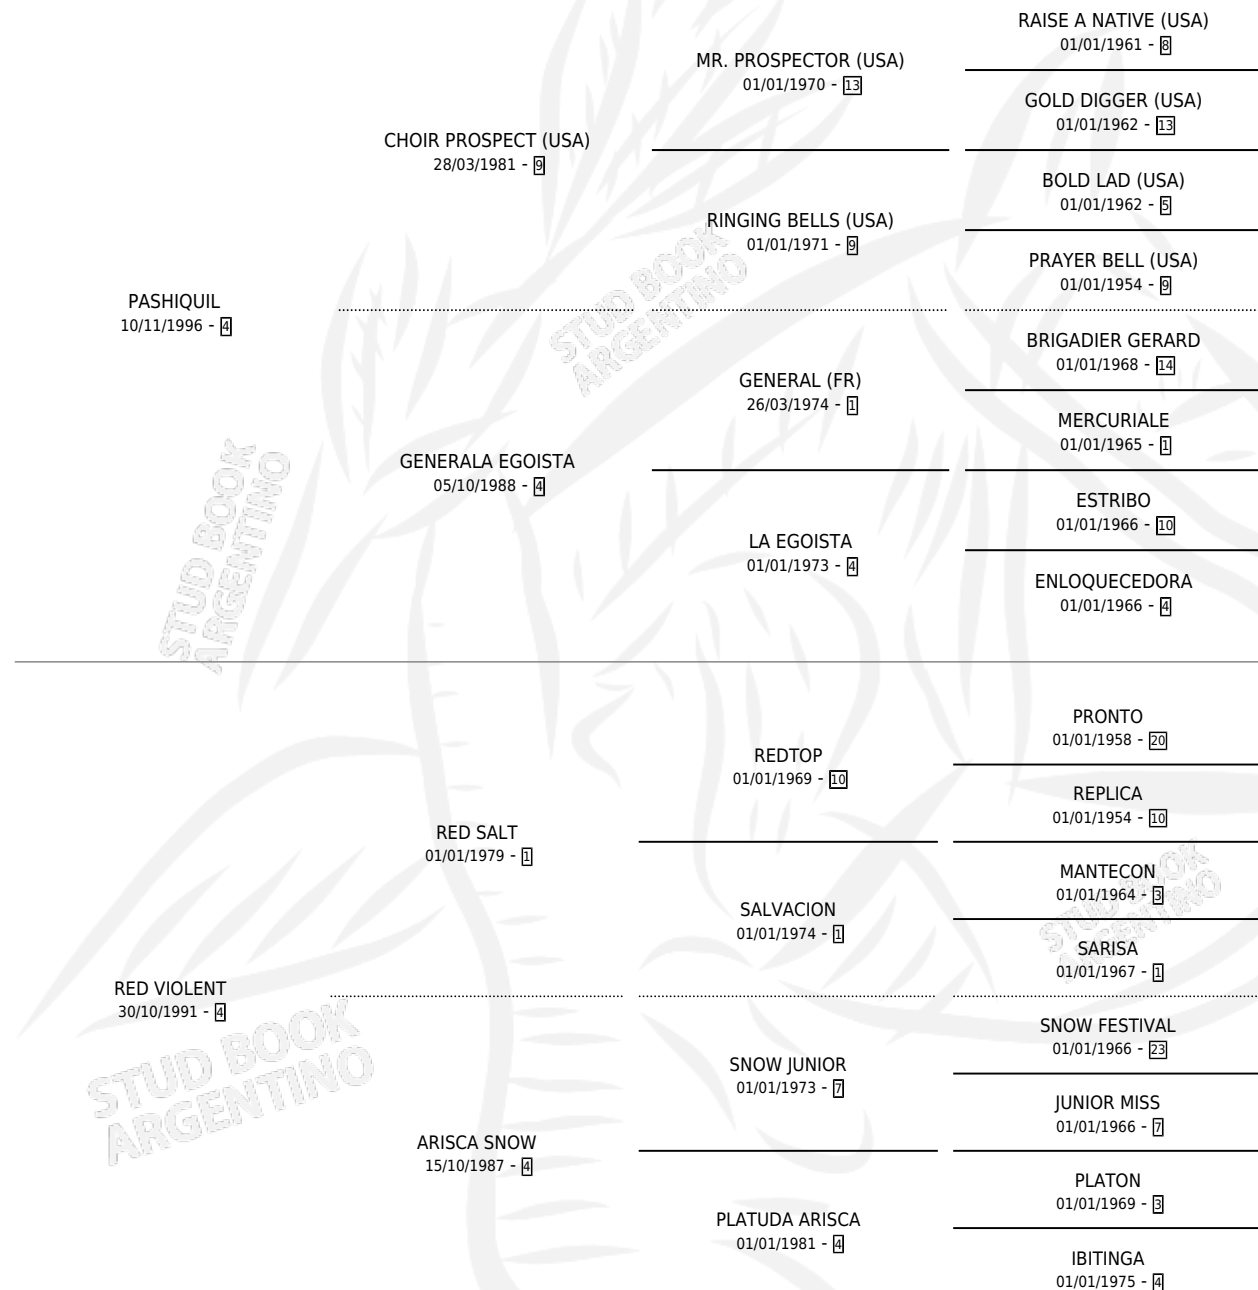 RAISE A NATIVE (USA)
01/01/1961 - 8
MR. PROSPECTOR (USA)
01/01/1970 - 13
GOLD DIGGER (USA)
01/01/1962 - 13
CHOIR PROSPECT (USA)
28/03/1981 - 9
BOLD LAD (USA)
01/01/1962 - 5
RINGING BELLS (USA)
01/01/1971 - 9
PRAYER BELL (USA)
01/01/1954 - 9
PASHIQUIL
10/11/1996 - 4
BRIGADIER GERARD
01/01/1968 - 14
GENERAL (FR)
26/03/1974 - 1
MERCURIALE
01/01/1965 - 1
GENERALA EGOISTA
05/10/1988 - 4
ESTRIBO
01/01/1966 - 10
LA EGOISTA
01/01/1973 - 4
ENLOQUECEDORA
01/01/1966 - 4
STUD BOOK
ARGENTINO
STUD BOOK
ARGENTINO
PRONTO
01/01/1958 - 20
REDTOP
01/01/1969 - 10
REPLICA
01/01/1954 - 10
RED SALT
01/01/1979 - 1
MANTECON
01/01/1964 - 3
SALVACION
01/01/1974 - 1
SARISA
01/01/1967 - 1
RED VIOLENT
30/10/1991 - 4
SNOW FESTIVAL
01/01/1966 - 23
SNOW JUNIOR
01/01/1973 - 7
JUNIOR MISS
01/01/1966 - 7
ARISCA SNOW
15/10/1987 - 4
PLATON
01/01/1969 - 3
PLATUDA ARISCA
01/01/1981 - 4
IBITINGA
01/01/1975 - 4
STUD BOOK
ARGENTINO
STUD BOOK
ARGENTINO